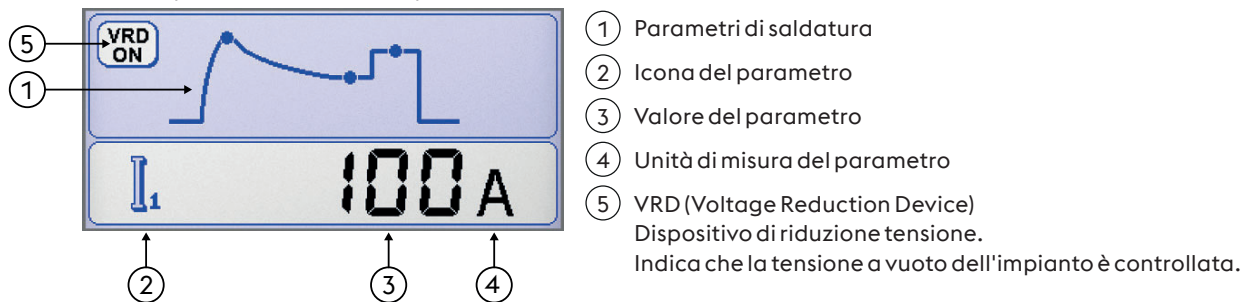 VRD
ON
5
1
I1
100 A
2
3
4
1 Parametri di saldatura
2 Icona del parametro
3 Valore del parametro
4 Unità di misura del parametro
5 VRD (Voltage Reduction Device)
Dispositivo di riduzione tensione.
Indica che la tensione a vuoto dell'impianto è controllata.